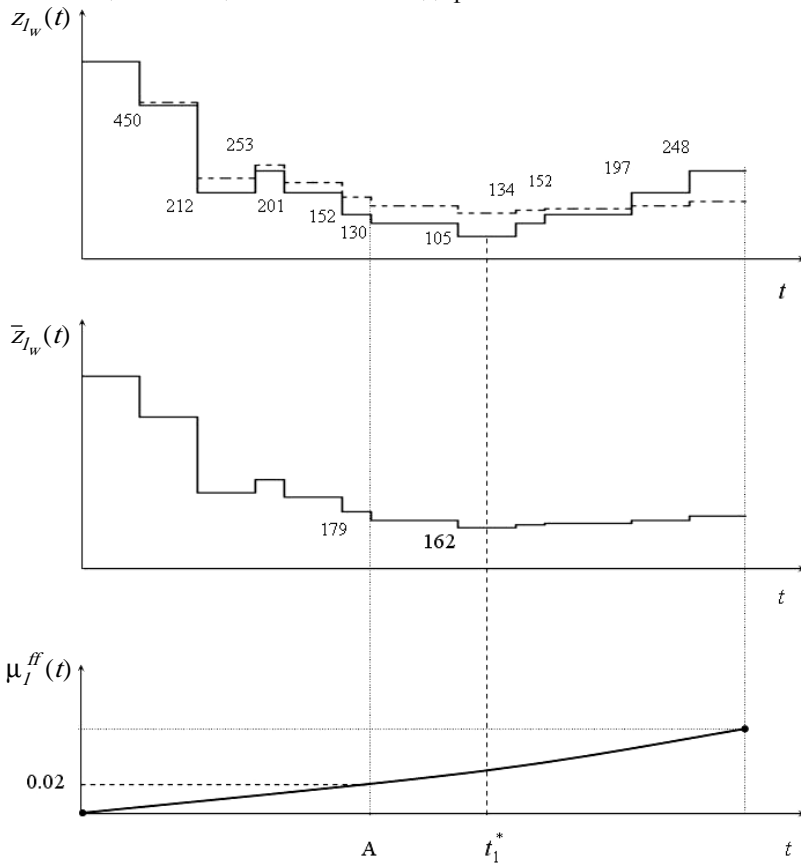 z_{I_w}(t)
450
253
212
201
152
130
105
134
152
197
248
t
z̄_{I_w}(t)
179
162
t
μ_I^{ff}(t)
0.02
A
t_1^*
t